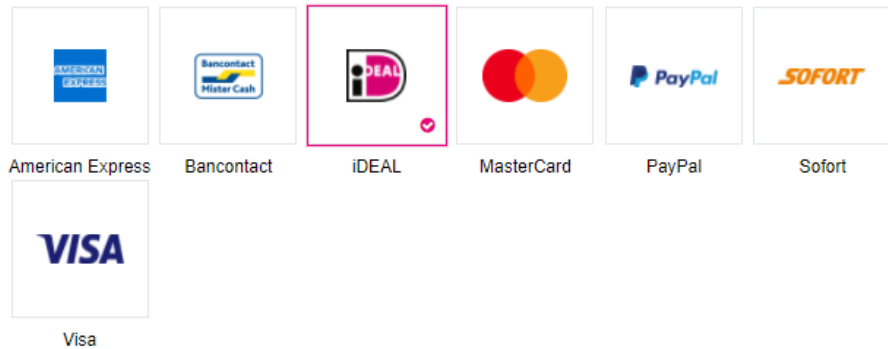 AMERICAN
EXPRESS
Bancontact
Mister Cash
iDEAL
PayPal
SOFORT
American Express
Bancontact
iDEAL
MasterCard
PayPal
Sofort
VISA
Visa